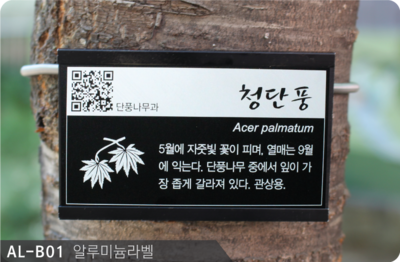 청단풍
단풍나무과
Acer palmatum
5월에 자줏빛 꽃이 피며, 열매는 9월
에 익는다. 단풍나무 중에서 잎이 가
장 좁게 갈라져 있다. 관상용.
AL-B01 알루미늄라벨